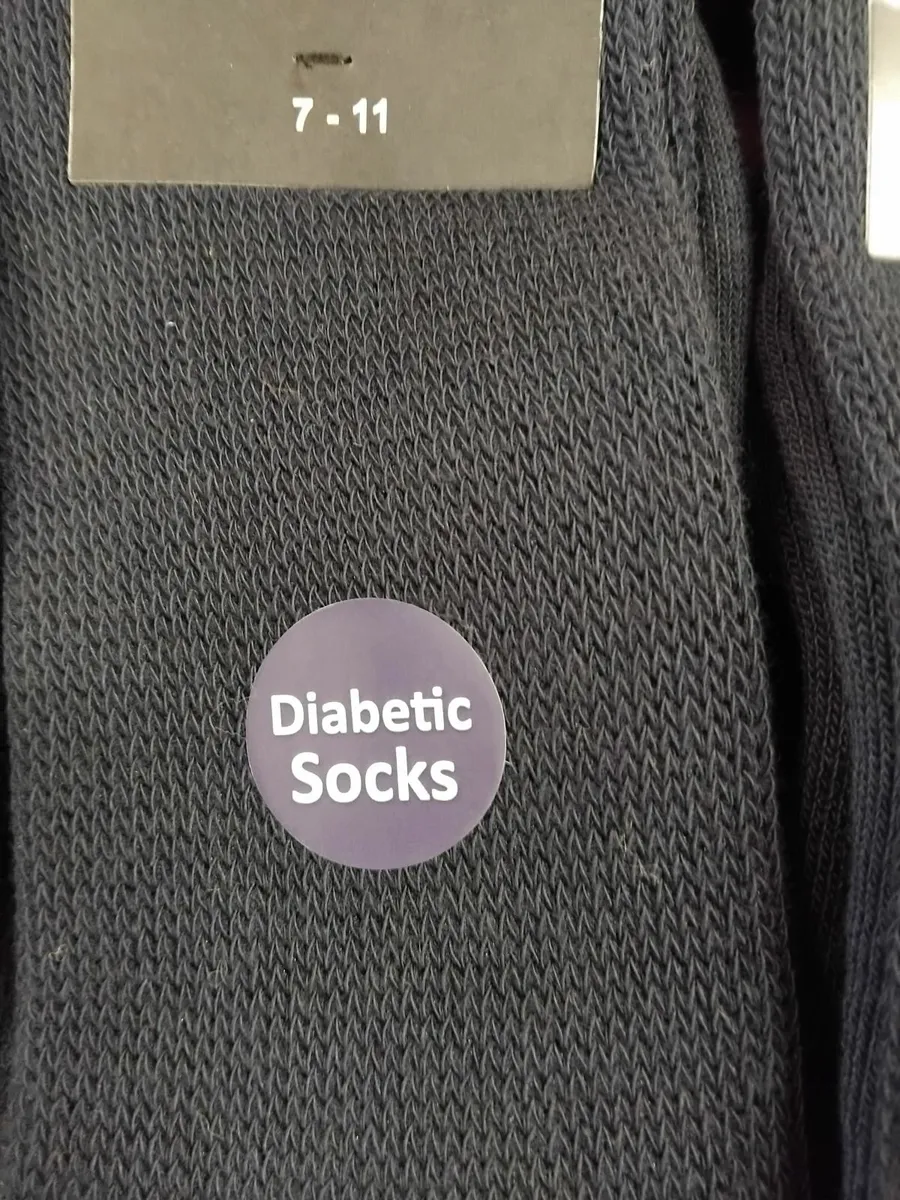 7 - 11
Diabetic
Socks